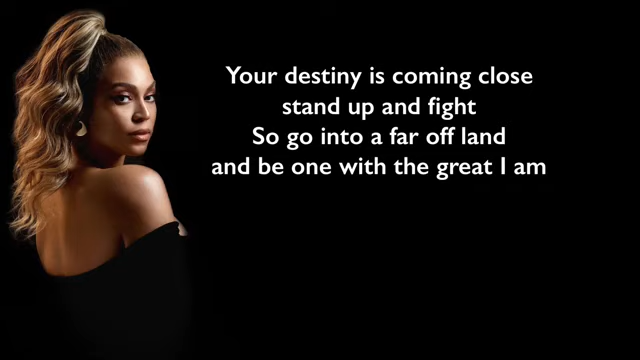 Your destiny is coming close
stand up and fight
So go into a far off land
and be one with the great I am